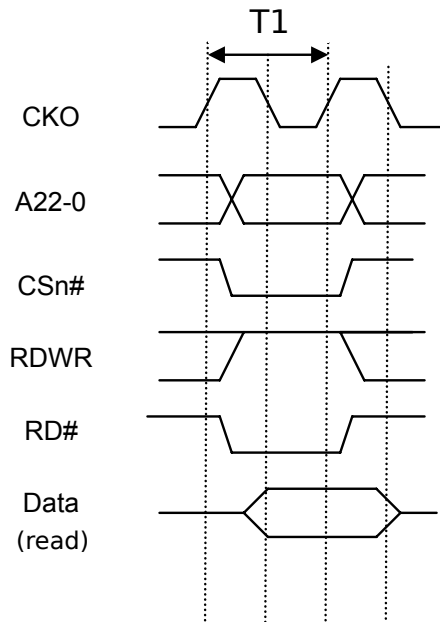 T1
CKO
A22-0
CSn#
RDWR
RD#
Data
(read)